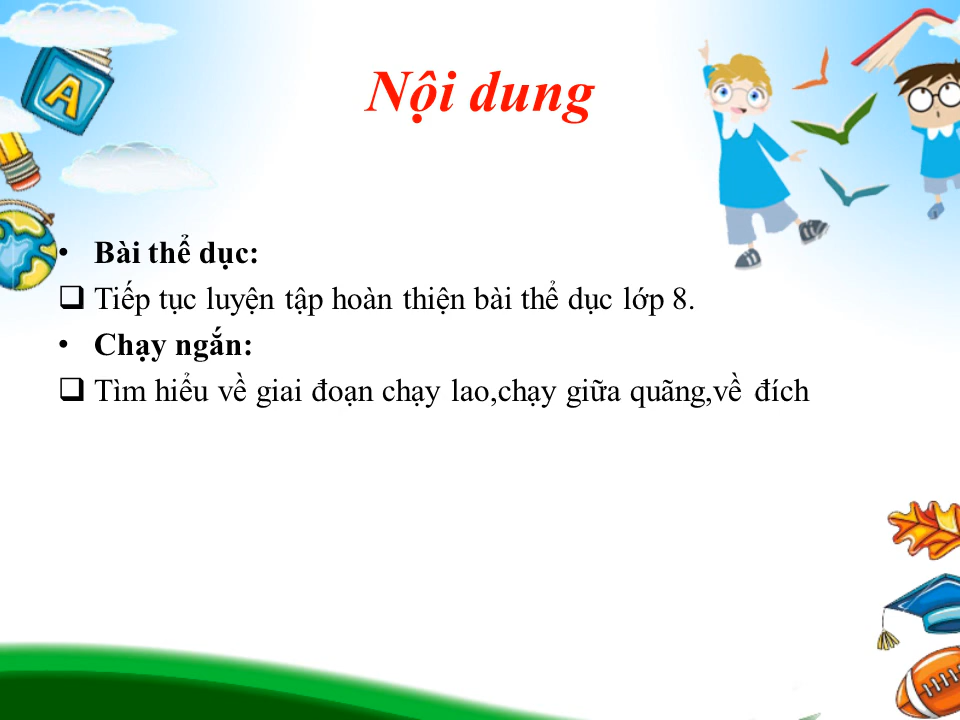 A
Nội dung
• Bài thể dục:
❑ Tiếp tục luyện tập hoàn thiện bài thể dục lớp 8.
• Chạy ngắn:
❑ Tìm hiểu về giai đoạn chạy lao,chạy giữa quãng,về đích